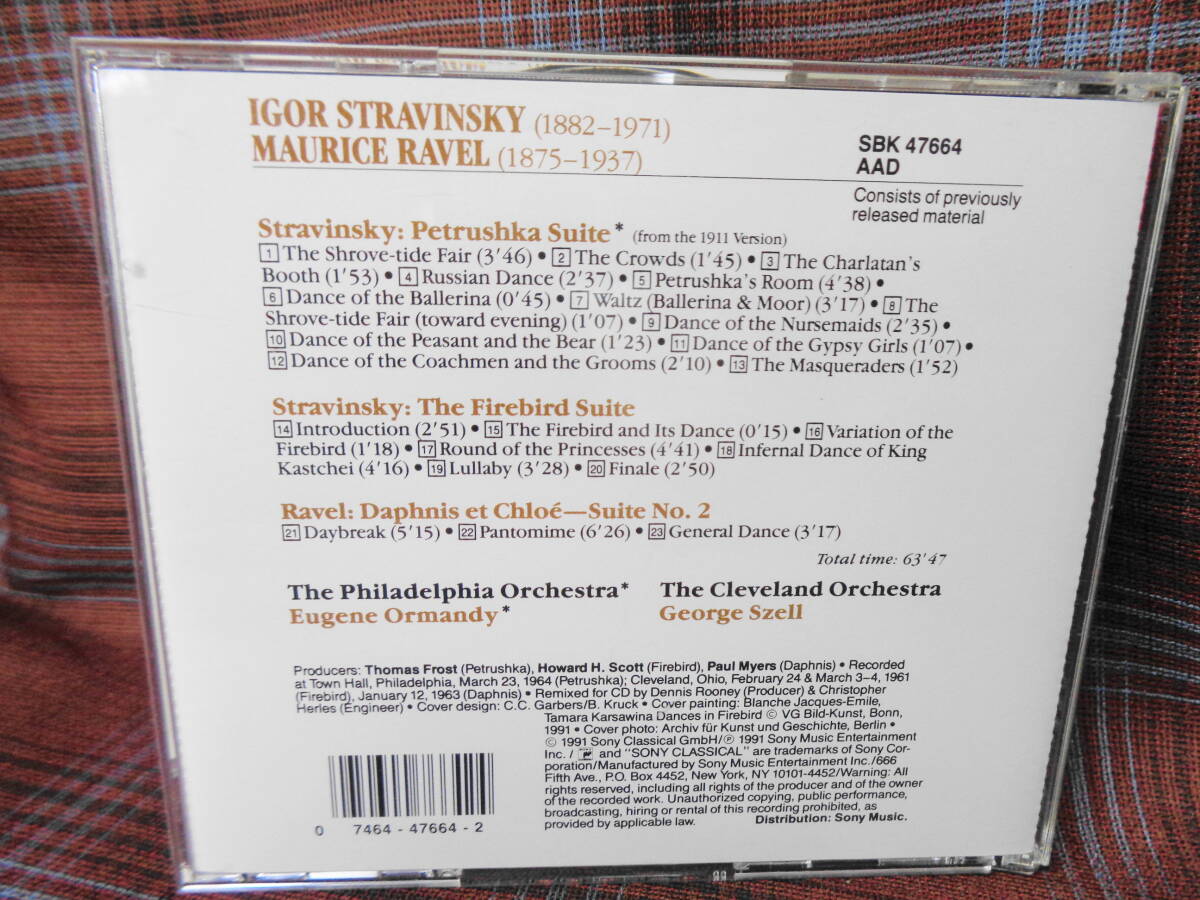 IGOR STRAVINSKY (1882–1971)
MAURICE RAVEL (1875–1937)
SBK 47664
AAD
Consists of previously
released material
Stravinsky: Petrushka Suite* (from the 1911 Version)
1 The Shrove-tide Fair (3'46) • 2 The Crowds (1'45) • 3 The Charlatan's
Booth (1'53) • 4 Russian Dance (2'37) • 5 Petrushka's Room (4'38) •
6 Dance of the Ballerina (0'45) • 7 Waltz (Ballerina & Moor) (3'17) • 8 The
Shrove-tide Fair (toward evening) (1'07) • 9 Dance of the Nursemaids (2'35) •
10 Dance of the Peasant and the Bear (1'23) • 11 Dance of the Gypsy Girls (1'07) •
12 Dance of the Coachmen and the Grooms (2'10) • 13 The Masqueraders (1'52)
Stravinsky: The Firebird Suite
14 Introduction (2'51) • 15 The Firebird and Its Dance (0'15) • 16 Variation of the
Firebird (1'18) • 17 Round of the Princesses (4'41) • 18 Infernal Dance of King
Kastchei (4'16) • 19 Lullaby (3'28) • 20 Finale (2'50)
Ravel: Daphnis et Chloé—Suite No. 2
21 Daybreak (5'15) • 22 Pantomime (6'26) • 23 General Dance (3'17)
Total time: 63'47
The Philadelphia Orchestra*
Eugene Ormandy*
The Cleveland Orchestra
George Szell
Producers: Thomas Frost (Petrushka), Howard H. Scott (Firebird), Paul Myers (Daphnis) • Recorded
at Town Hall, Philadelphia, March 23, 1964 (Petrushka); Cleveland, Ohio, February 24 & March 3–4, 1961
(Firebird), January 12, 1963 (Daphnis) • Remixed for CD by Dennis Rooney (Producer) & Christopher
Herles (Engineer) • Cover design: C.C. Garbers/B. Kruck • Cover painting: Blanche Jacques-Emile,
Tamara Karsawina Dances in Firebird © VG Bild-Kunst, Bonn,
1991 • Cover photo: Archiv für Kunst und Geschichte, Berlin •
© 1991 Sony Classical GmbH/℗ 1991 Sony Music Entertainment
Inc. / and "SONY CLASSICAL" are trademarks of Sony Cor-
poration/Manufactured by Sony Music Entertainment Inc./666
Fifth Ave., P.O. Box 4452, New York, NY 10101-4452/Warning: All
rights reserved, including all rights of the producer and of the owner
of the recorded work. Unauthorized copying, public performance,
broadcasting, hiring or rental of this recording prohibited, as
provided by applicable law. Distribution: Sony Music.
0 7464 - 47664 - 2